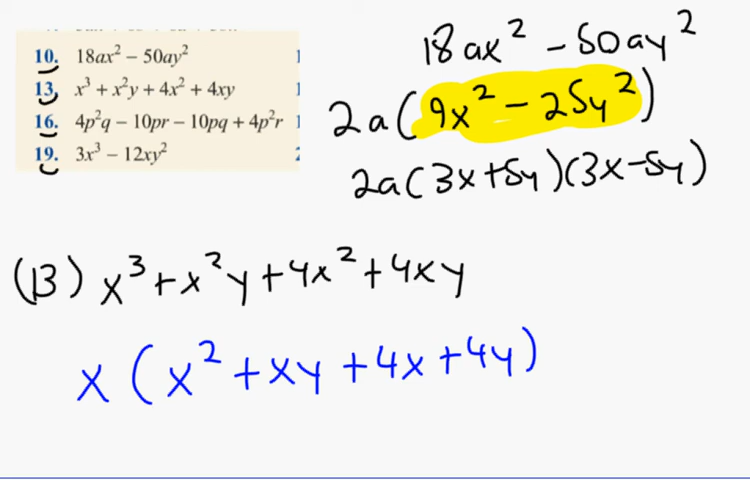 10. 18ax² – 50ay²
13. x³ + x²y + 4x² + 4xy
16. 4p²q – 10pr – 10pq + 4p²r
19. 3x³ – 12xy²
18ax² - 50ay²
2a(9x² - 25y²)
2a(3x+5y)(3x-5y)
(13) x³+x²y+4x²+4xy
x(x²+xy+4x+4y)